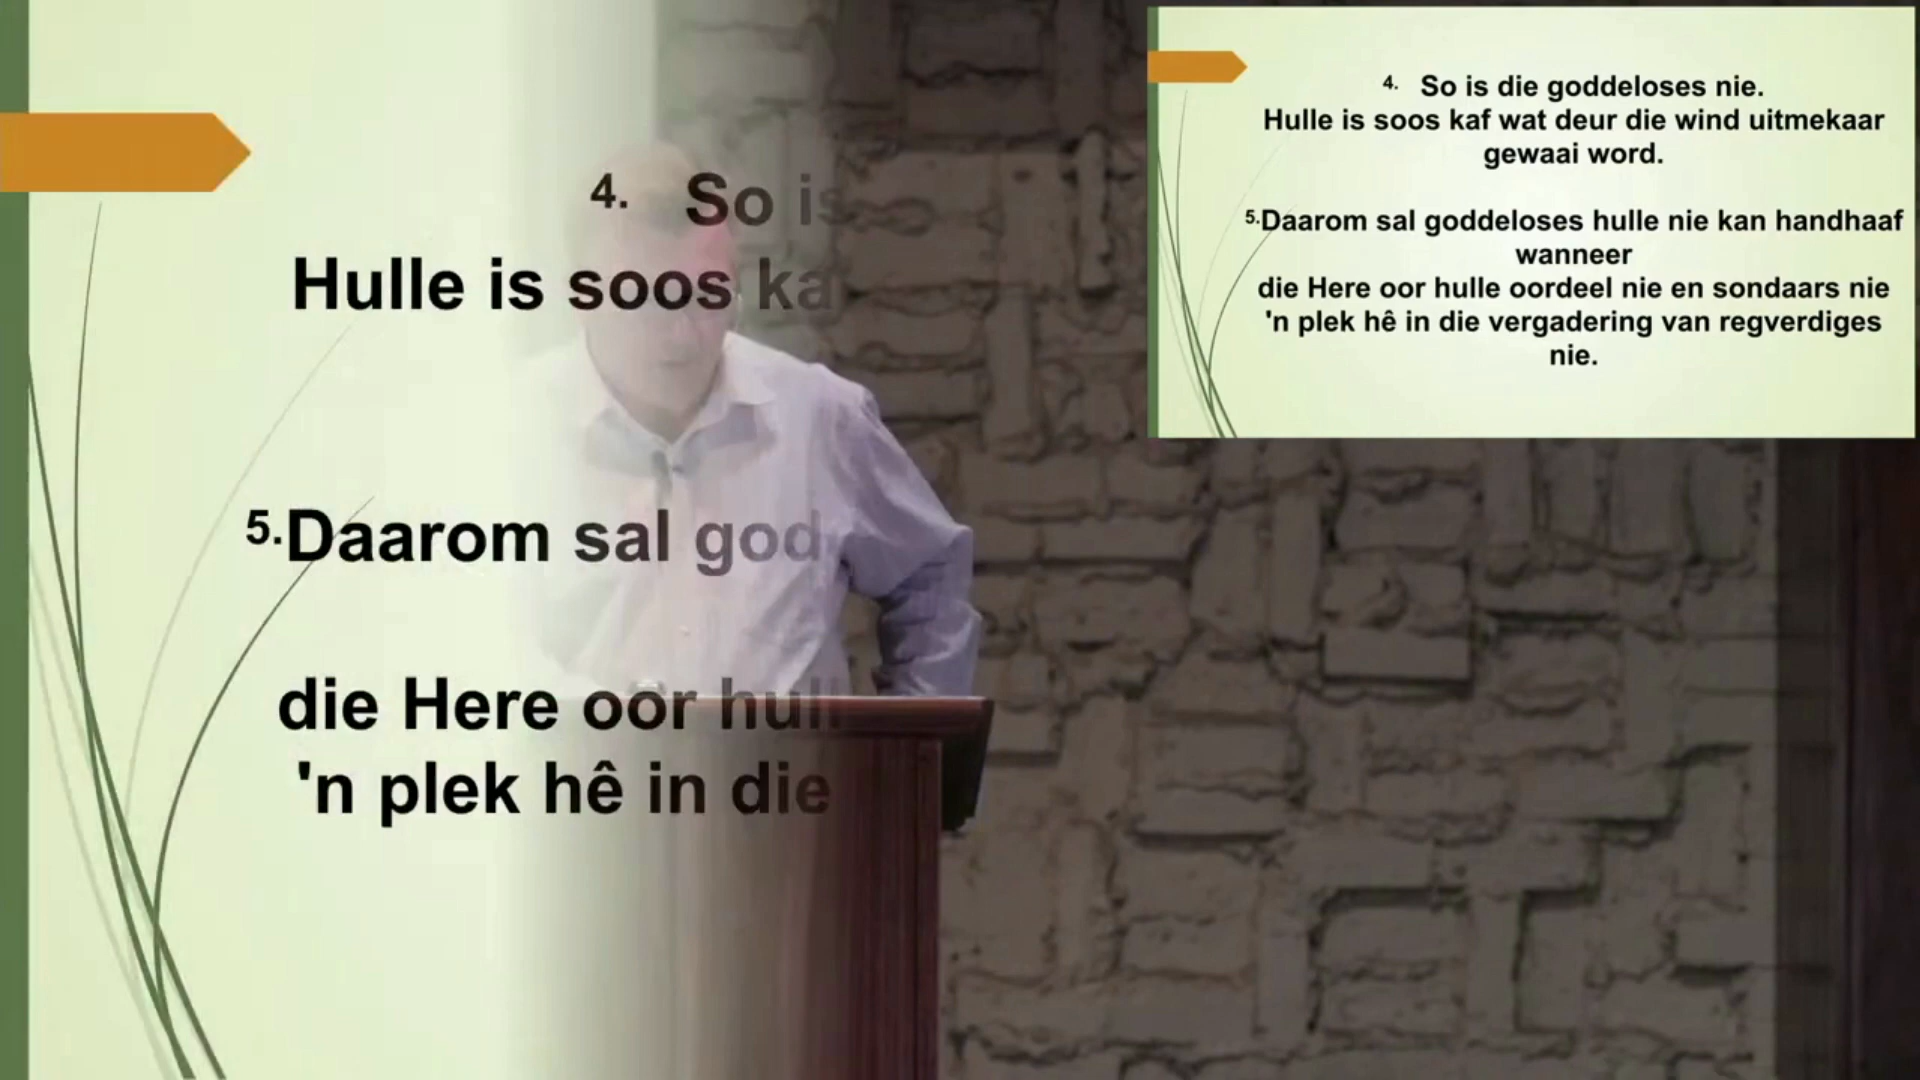 4. So is
Hulle is soos ka
5.Daarom sal god
die Here oor hull
'n plek hê in die
4. So is die goddeloses nie.
Hulle is soos kaf wat deur die wind uitmekaar
gewaai word.
5.Daarom sal goddeloses hulle nie kan handhaaf
wanneer
die Here oor hulle oordeel nie en sondaars nie
'n plek hê in die vergadering van regverdiges
nie.